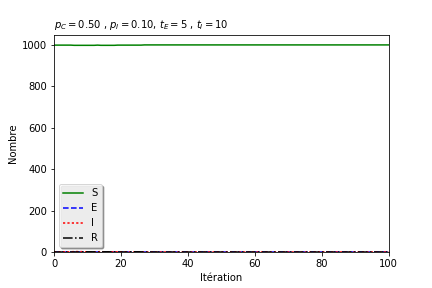 p_C = 0.50 , p_I = 0.10, t_E = 5 , t_I = 10
1000
800
600
400
200
0
Nombre
S
E
I
R
0 20 40 60 80 100
Itération